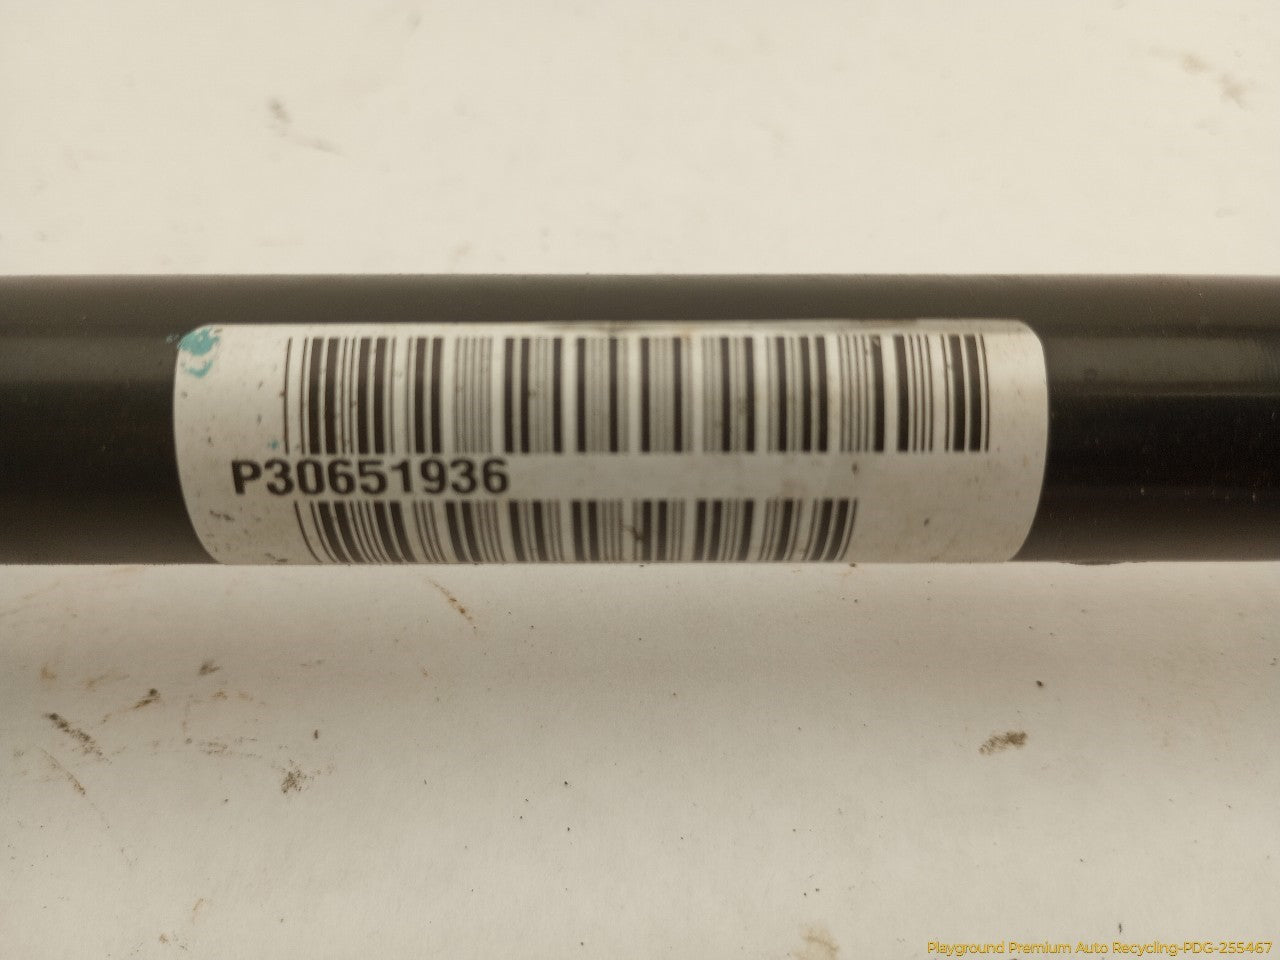 P30651936
Playground Premium Auto Recycling-PDG-255467